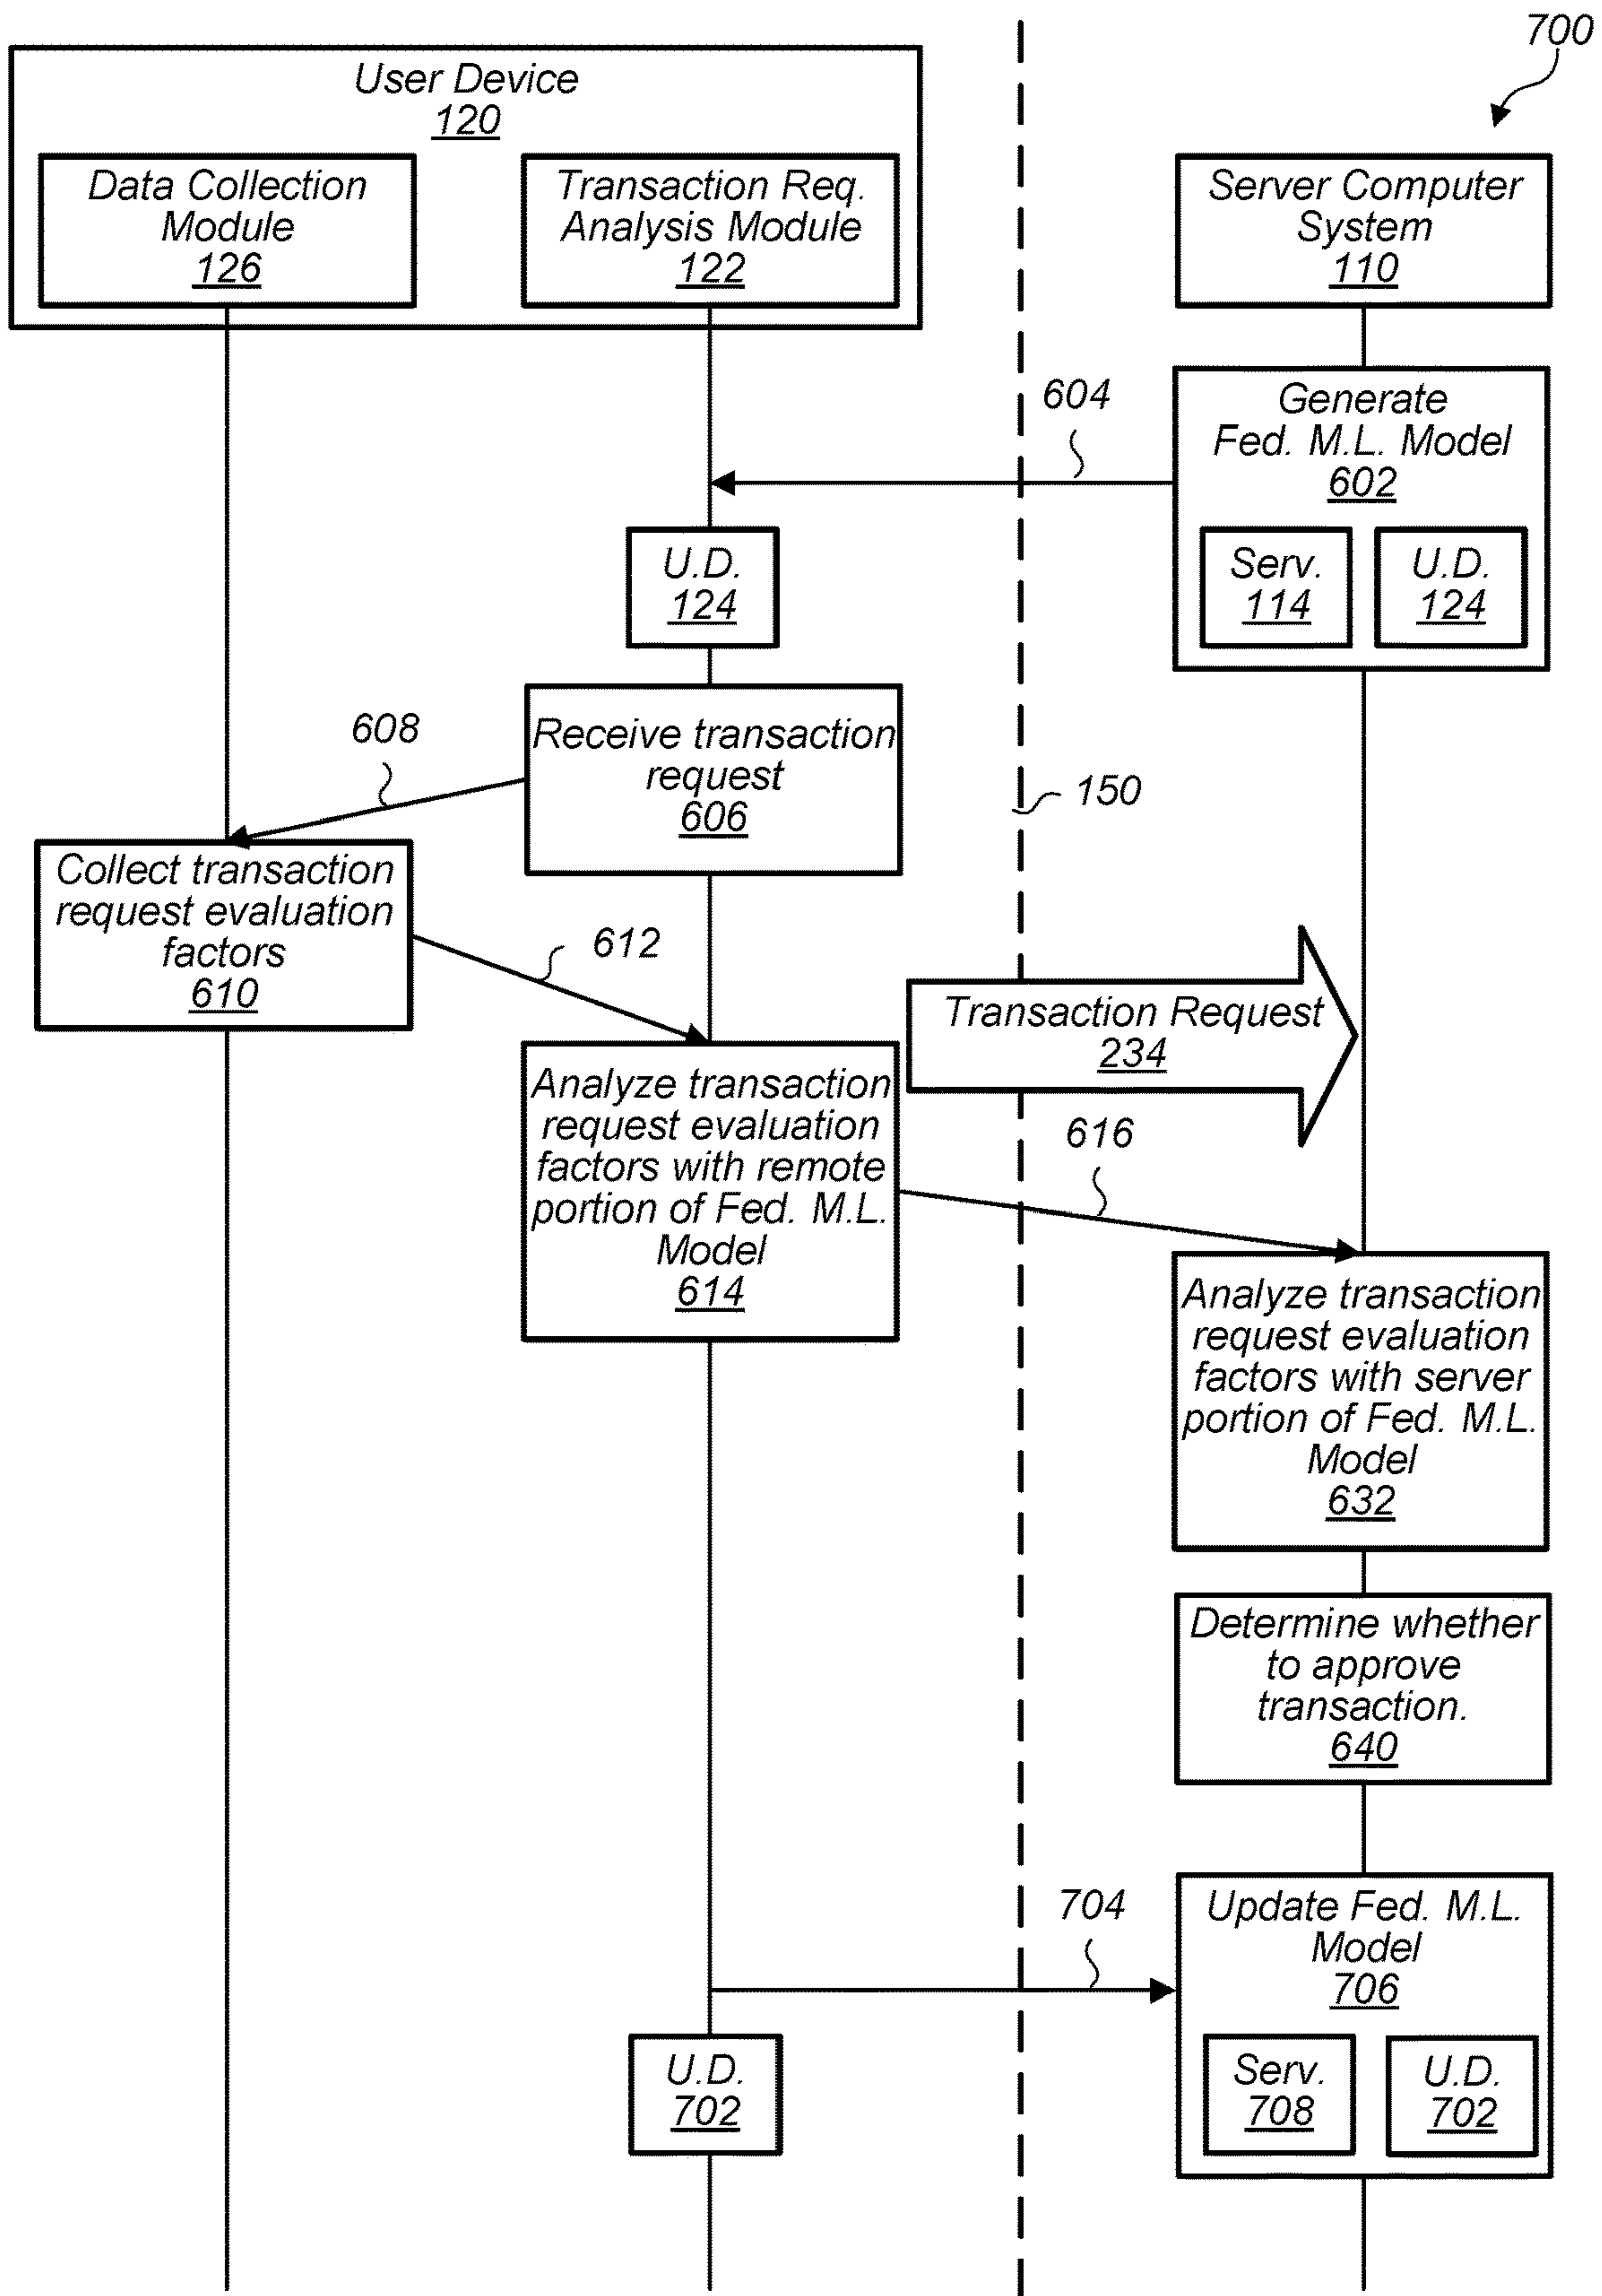 700
User Device
120
Data Collection
Module
126
Transaction Req.
Analysis Module
122
Server Computer
System
110
604
Generate
Fed. M.L. Model
602
Serv.
114
U.D.
124
U.D.
124
608
Receive transaction
request
606
150
Collect transaction
request evaluation
factors
610
612
Transaction Request
234
Analyze transaction
request evaluation
factors with remote
portion of Fed. M.L.
Model
614
616
Analyze transaction
request evaluation
factors with server
portion of Fed. M.L.
Model
632
Determine whether
to approve
transaction.
640
704
Update Fed. M.L.
Model
706
Serv.
708
U.D.
702
U.D.
702